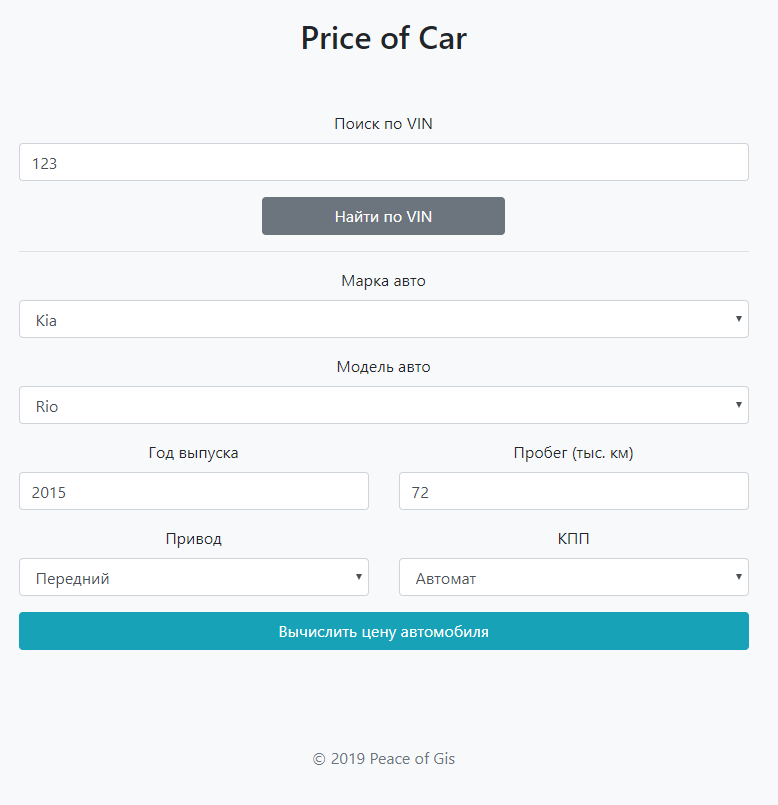 Price of Car
Поиск по VIN
123
Найти по VIN
Марка авто
Kia
Модель авто
Rio
Год выпуска
Пробег (тыс. км)
2015
72
Привод
КПП
Передний
Автомат
Вычислить цену автомобиля
© 2019 Peace of Gis